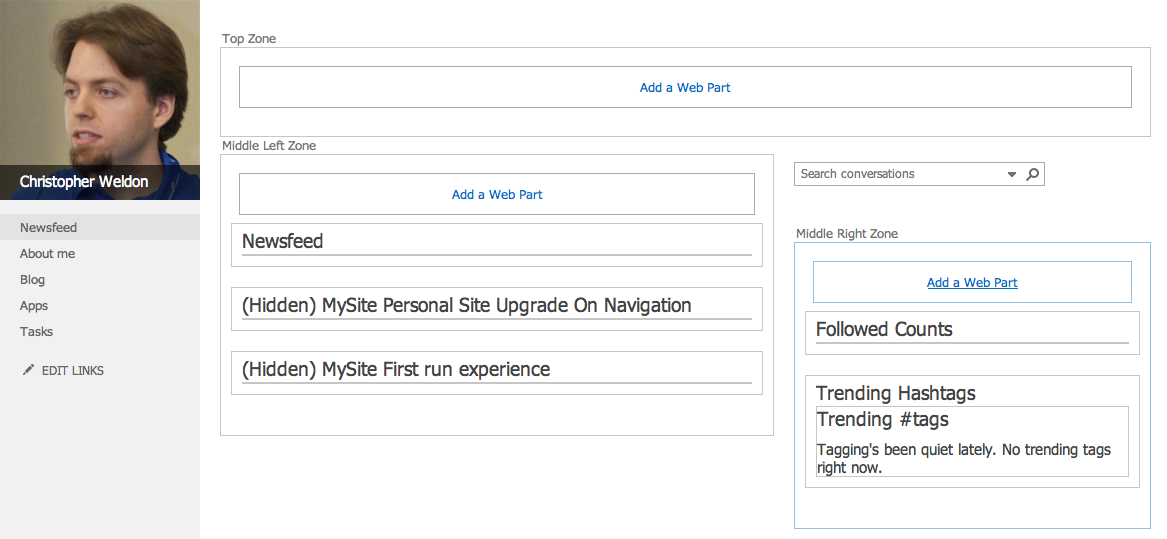 Christopher Weldon
Newsfeed
About me
Blog
Apps
Tasks
EDIT LINKS
Top Zone
Add a Web Part
Middle Left Zone
Add a Web Part
Newsfeed
(Hidden) MySite Personal Site Upgrade On Navigation
(Hidden) MySite First run experience
Search conversations
Middle Right Zone
Add a Web Part
Followed Counts
Trending Hashtags
Trending #tags
Tagging's been quiet lately. No trending tags
right now.